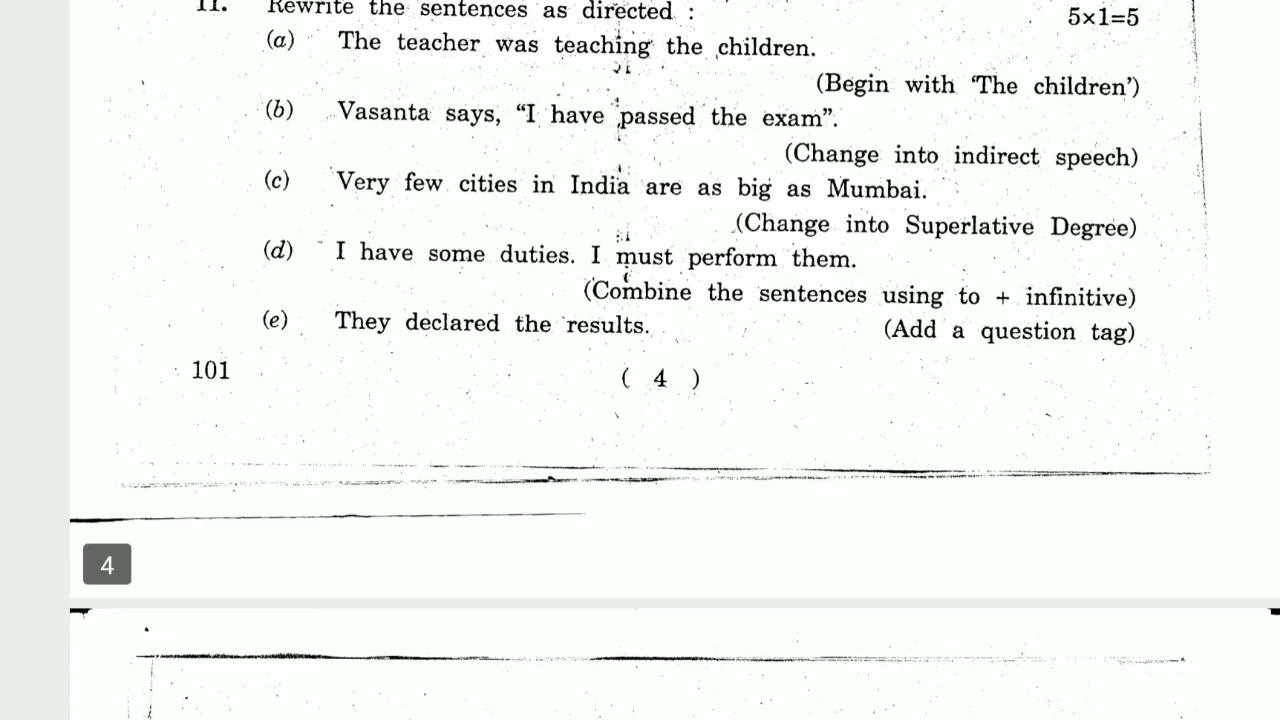 11. Rewrite the sentences as directed : 5×1=5
(a) The teacher was teaching the children.
(Begin with ‘The children’)
(b) Vasanta says, “I have passed the exam”.
(Change into indirect speech)
(c) Very few cities in India are as big as Mumbai.
(Change into Superlative Degree)
(d) I have some duties. I must perform them.
(Combine the sentences using to + infinitive)
(e) They declared the results. (Add a question tag)
101 ( 4 )
4